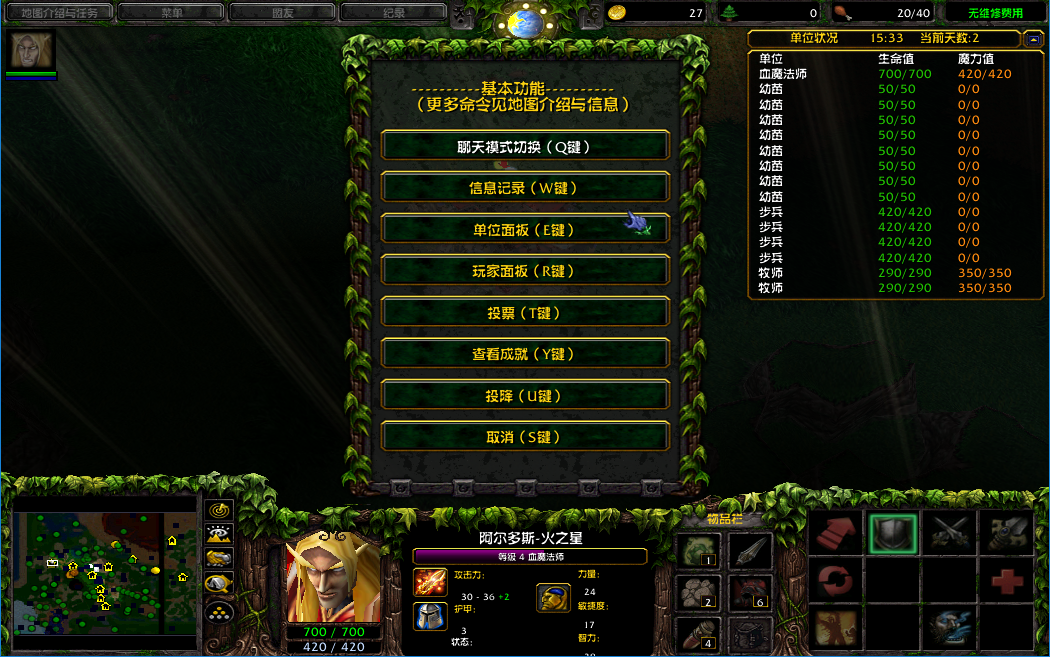 地图介绍与任务 菜单 盟友 纪录 27 0 20/40 无维修费用
单位状况 15:33 当前天数:2
单位 生命值 魔力值
血魔法师 700/700 420/420
幼苗 50/50 0/0
幼苗 50/50 0/0
幼苗 50/50 0/0
幼苗 50/50 0/0
幼苗 50/50 0/0
幼苗 50/50 0/0
幼苗 50/50 0/0
幼苗 50/50 0/0
步兵 420/420 0/0
步兵 420/420 0/0
步兵 420/420 0/0
步兵 420/420 0/0
牧师 290/290 350/350
牧师 290/290 350/350
----------基本功能----------
（更多命令见地图介绍与信息）
聊天模式切换（Q键）
信息记录（W键）
单位面板（E键）
玩家面板（R键）
投票（T键）
查看成就（Y键）
投降（U键）
取消（S键）
阿尔多斯-火之星
等级 4 血魔法师
攻击力:
30 - 36 +2
护甲:
3
状态:
力量:
24
敏捷度:
17
智力:
700 / 700
420 / 420
物品栏
1
2
6
4